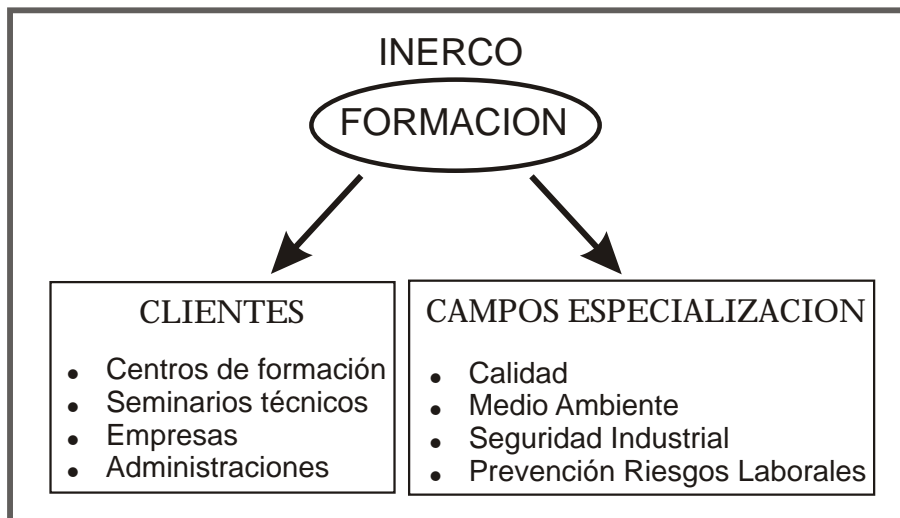 INERCO
FORMACION
CLIENTES
• Centros de formación
• Seminarios técnicos
• Empresas
• Administraciones
CAMPOS ESPECIALIZACION
• Calidad
• Medio Ambiente
• Seguridad Industrial
• Prevención Riesgos Laborales